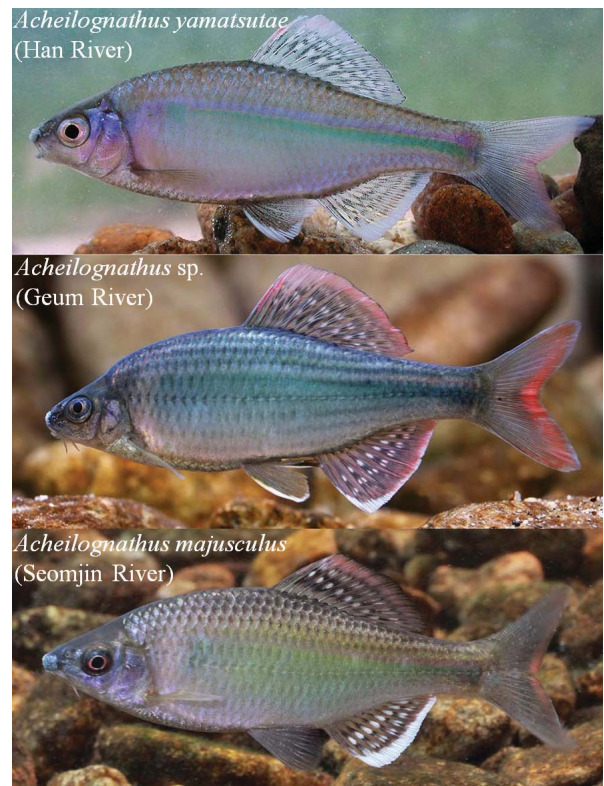 Acheilognathus yamatsutae
(Han River)
Acheilognathus sp.
(Geum River)
Acheilognathus majusculus
(Seomjin River)